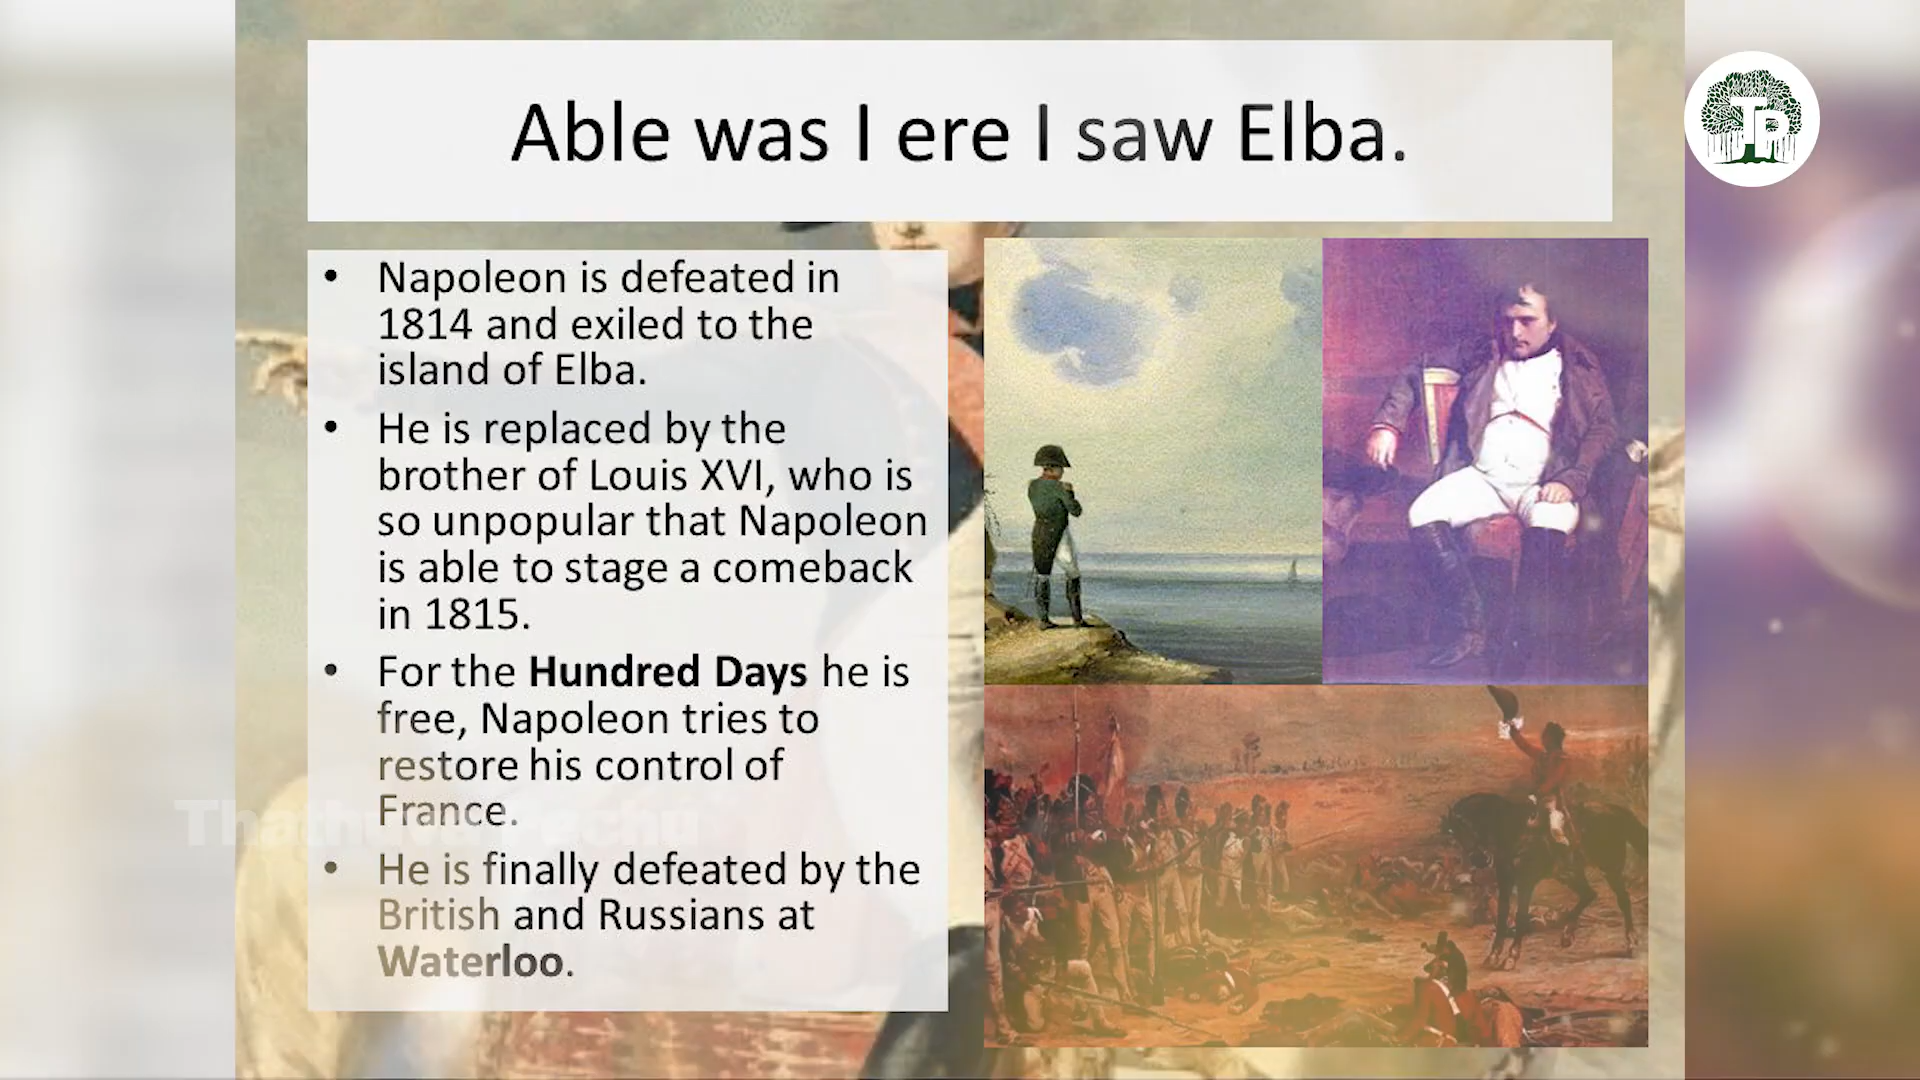 Able was I ere I saw Elba.
TP
• Napoleon is defeated in
1814 and exiled to the
island of Elba.
• He is replaced by the
brother of Louis XVI, who is
so unpopular that Napoleon
is able to stage a comeback
in 1815.
• For the Hundred Days he is
free, Napoleon tries to
restore his control of
France.
Thathuva Pechu
• He is finally defeated by the
British and Russians at
Waterloo.